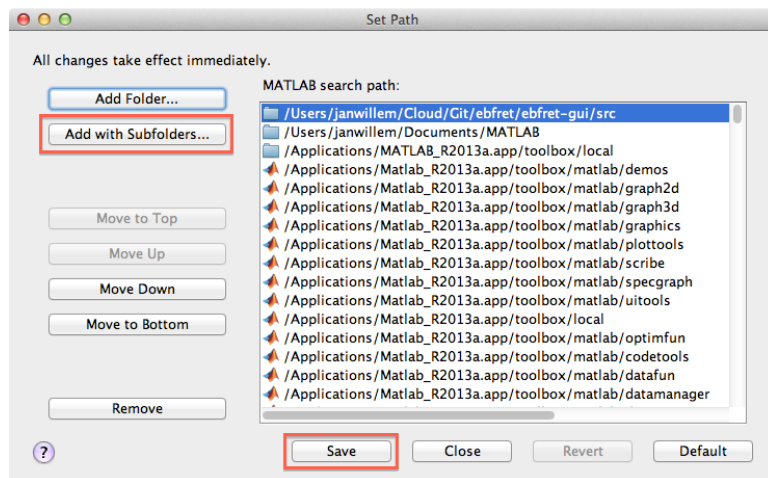 Set Path
All changes take effect immediately.
MATLAB search path:
Add Folder...
Add with Subfolders...
Move to Top
Move Up
Move Down
Move to Bottom
Remove
/Users/janwillem/Cloud/Git/ebfret/ebfret-gui/src
/Users/janwillem/Documents/MATLAB
/Applications/MATLAB_R2013a.app/toolbox/local
/Applications/Matlab_R2013a.app/toolbox/matlab/demos
/Applications/Matlab_R2013a.app/toolbox/matlab/graph2d
/Applications/Matlab_R2013a.app/toolbox/matlab/graph3d
/Applications/Matlab_R2013a.app/toolbox/matlab/graphics
/Applications/Matlab_R2013a.app/toolbox/matlab/plottools
/Applications/Matlab_R2013a.app/toolbox/matlab/scribe
/Applications/Matlab_R2013a.app/toolbox/matlab/specgraph
/Applications/Matlab_R2013a.app/toolbox/matlab/uitools
/Applications/Matlab_R2013a.app/toolbox/local
/Applications/Matlab_R2013a.app/toolbox/matlab/optimfun
/Applications/Matlab_R2013a.app/toolbox/matlab/codetools
/Applications/Matlab_R2013a.app/toolbox/matlab/datafun
/Applications/Matlab_R2013a.app/toolbox/matlab/datamanager
?
Save
Close
Revert
Default